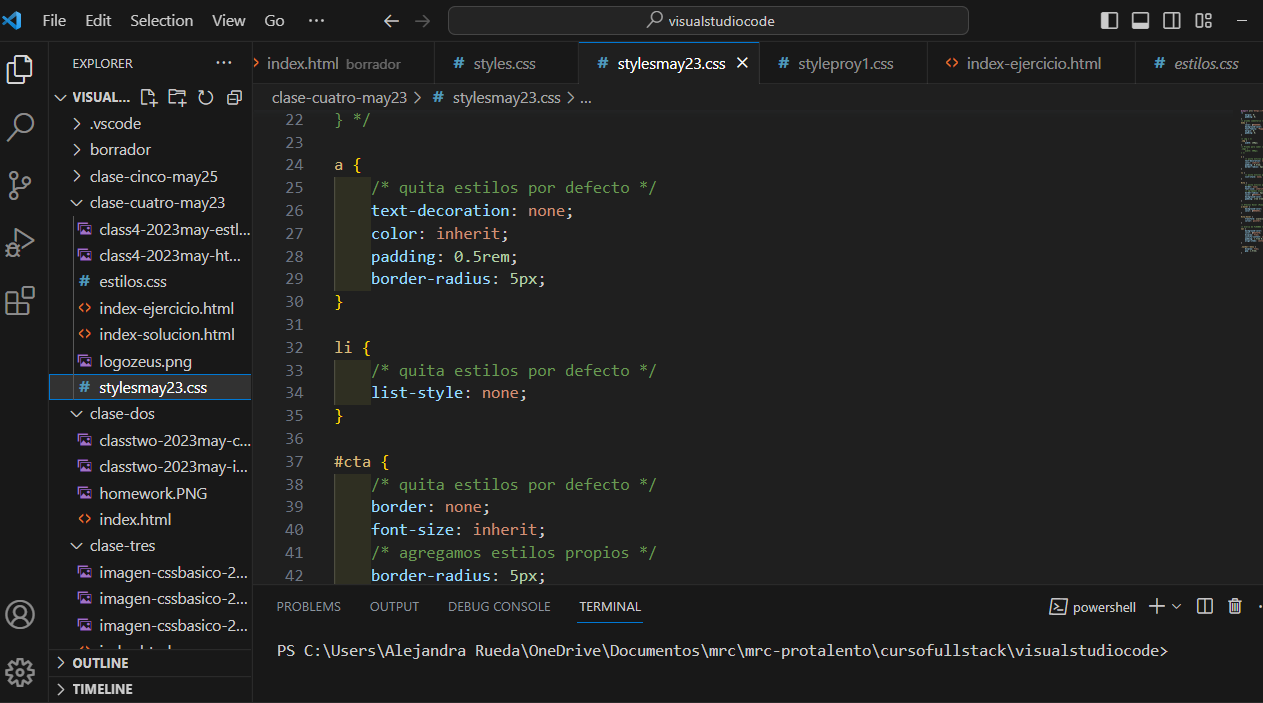 File Edit Selection View Go ··· visualstudiocode
EXPLORER ···
index.html borrador
# styles.css
# stylesmay23.css
# styleproy1.css
<> index-ejercicio.html
# estilos.css
clase-cuatro-may23 > # stylesmay23.css > ...
VISUAL...
.vscode
borrador
clase-cinco-may25
clase-cuatro-may23
class4-2023may-estl...
class4-2023may-ht...
# estilos.css
<> index-ejercicio.html
<> index-solucion.html
logozeus.png
# stylesmay23.css
clase-dos
classtwo-2023may-c...
classtwo-2023may-i...
homework.PNG
<> index.html
clase-tres
imagen-cssbasico-2...
imagen-cssbasico-2...
imagen-cssbasico-2...
OUTLINE
TIMELINE
22 } */
23
24 a {
25 /* quita estilos por defecto */
26 text-decoration: none;
27 color: inherit;
28 padding: 0.5rem;
29 border-radius: 5px;
30 }
31
32 li {
33 /* quita estilos por defecto */
34 list-style: none;
35 }
36
37 #cta {
38 /* quita estilos por defecto */
39 border: none;
40 font-size: inherit;
41 /* agregamos estilos propios */
42 border-radius: 5px;
PROBLEMS OUTPUT DEBUG CONSOLE TERMINAL powershell
PS C:\Users\Alejandra Rueda\OneDrive\Documentos\mrc\mrc-protalento\cursofullstack\visualstudiocode>